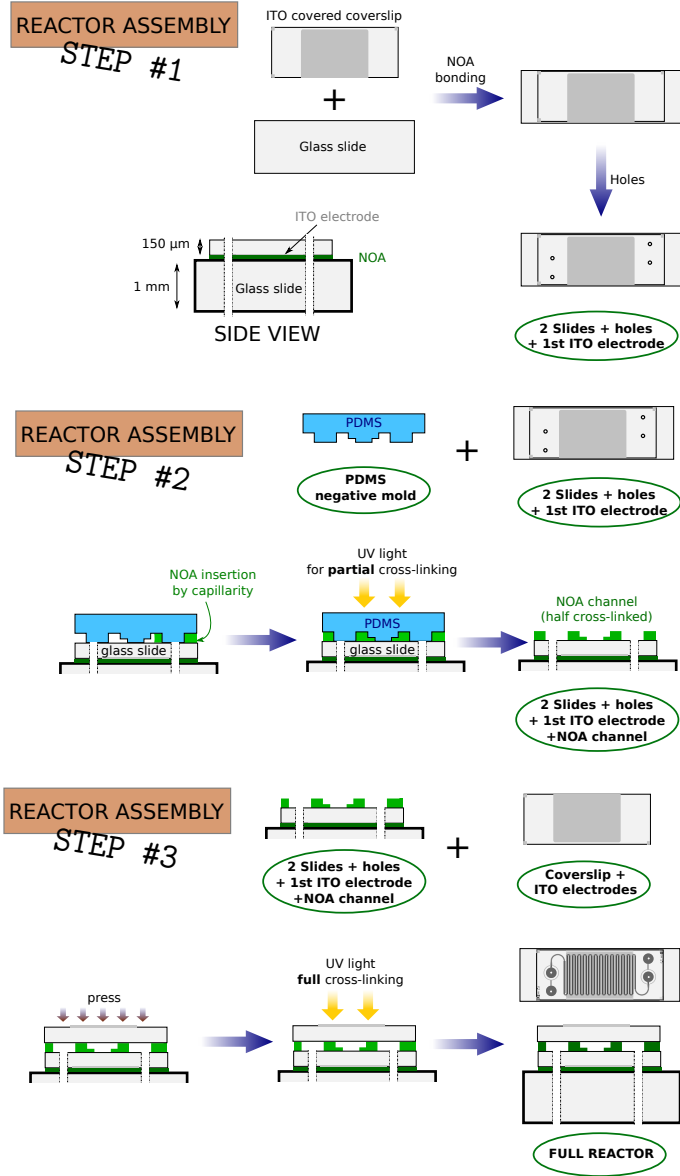 REACTOR ASSEMBLY
STEP #1
ITO covered coverslip
NOA
bonding
Glass slide
Holes
ITO electrode
150 μm
NOA
1 mm
Glass slide
SIDE VIEW
2 Slides + holes
+ 1st ITO electrode
REACTOR ASSEMBLY
STEP #2
PDMS
PDMS
negative mold
2 Slides + holes
+ 1st ITO electrode
NOA insertion
by capillarity
UV light
for partial cross-linking
NOA channel
(half cross-linked)
glass slide
PDMS
glass slide
2 Slides + holes
+ 1st ITO electrode
+NOA channel
REACTOR ASSEMBLY
STEP #3
2 Slides + holes
+ 1st ITO electrode
+NOA channel
Coverslip +
ITO electrodes
press
UV light
full cross-linking
FULL REACTOR